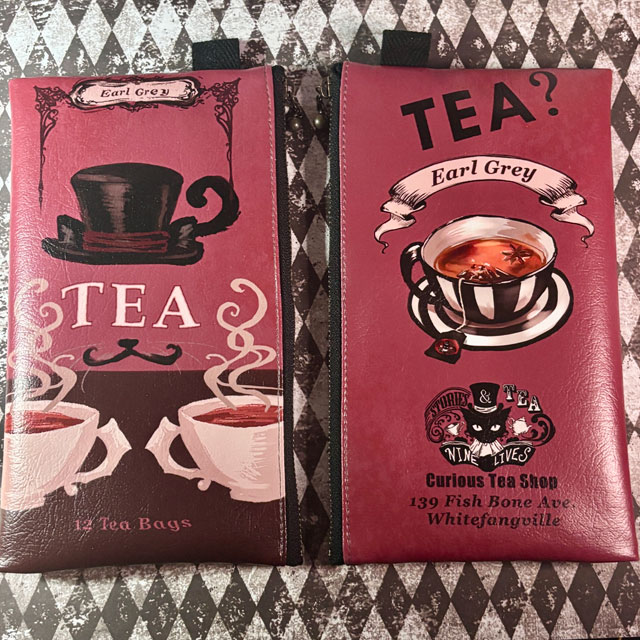 Earl Grey
TEA
12 Tea Bags
TEA?
Earl Grey
STORIES & TEA
NINE LIVES
Curious Tea Shop
139 Fish Bone Ave.
Whitefangville